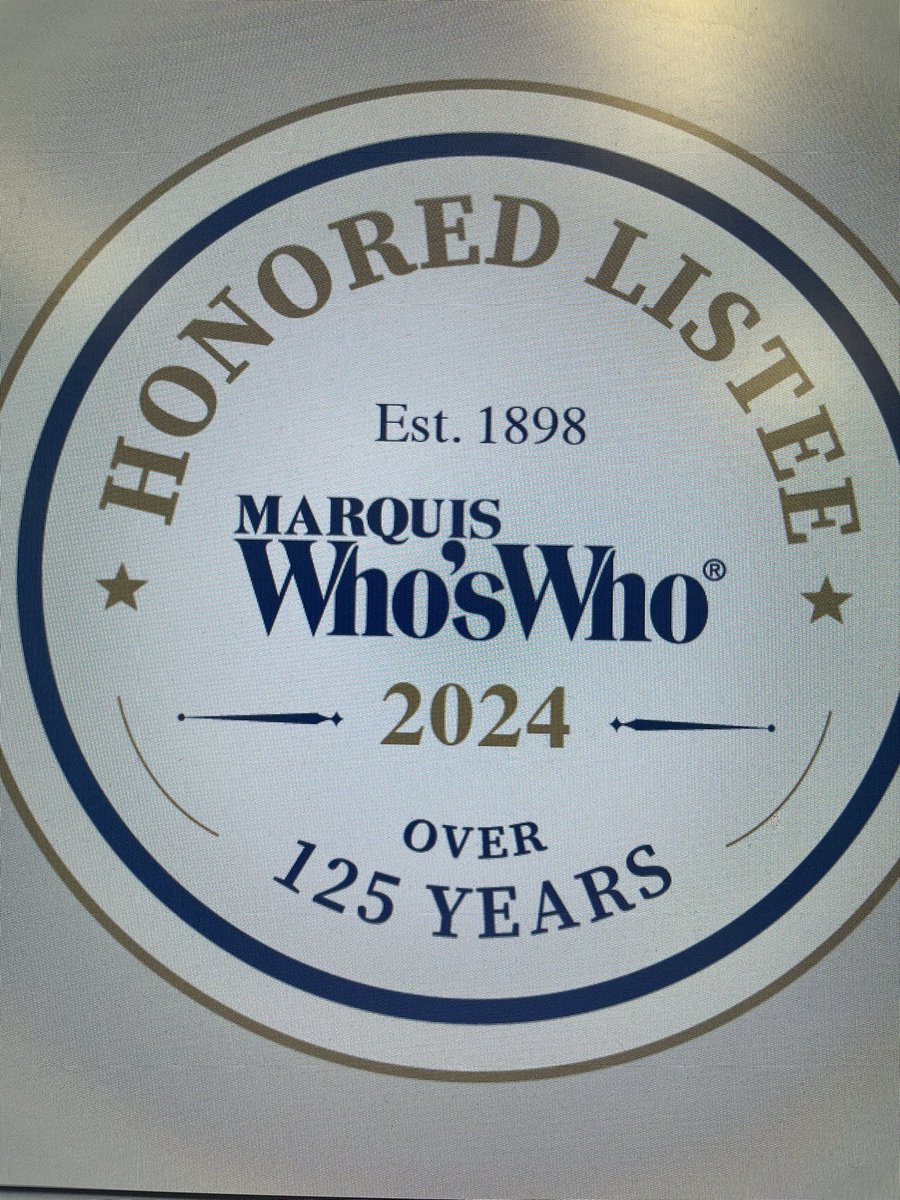 HONORED LISTEE
Est. 1898
MARQUIS
Who'sWho®
2024
OVER
125 YEARS